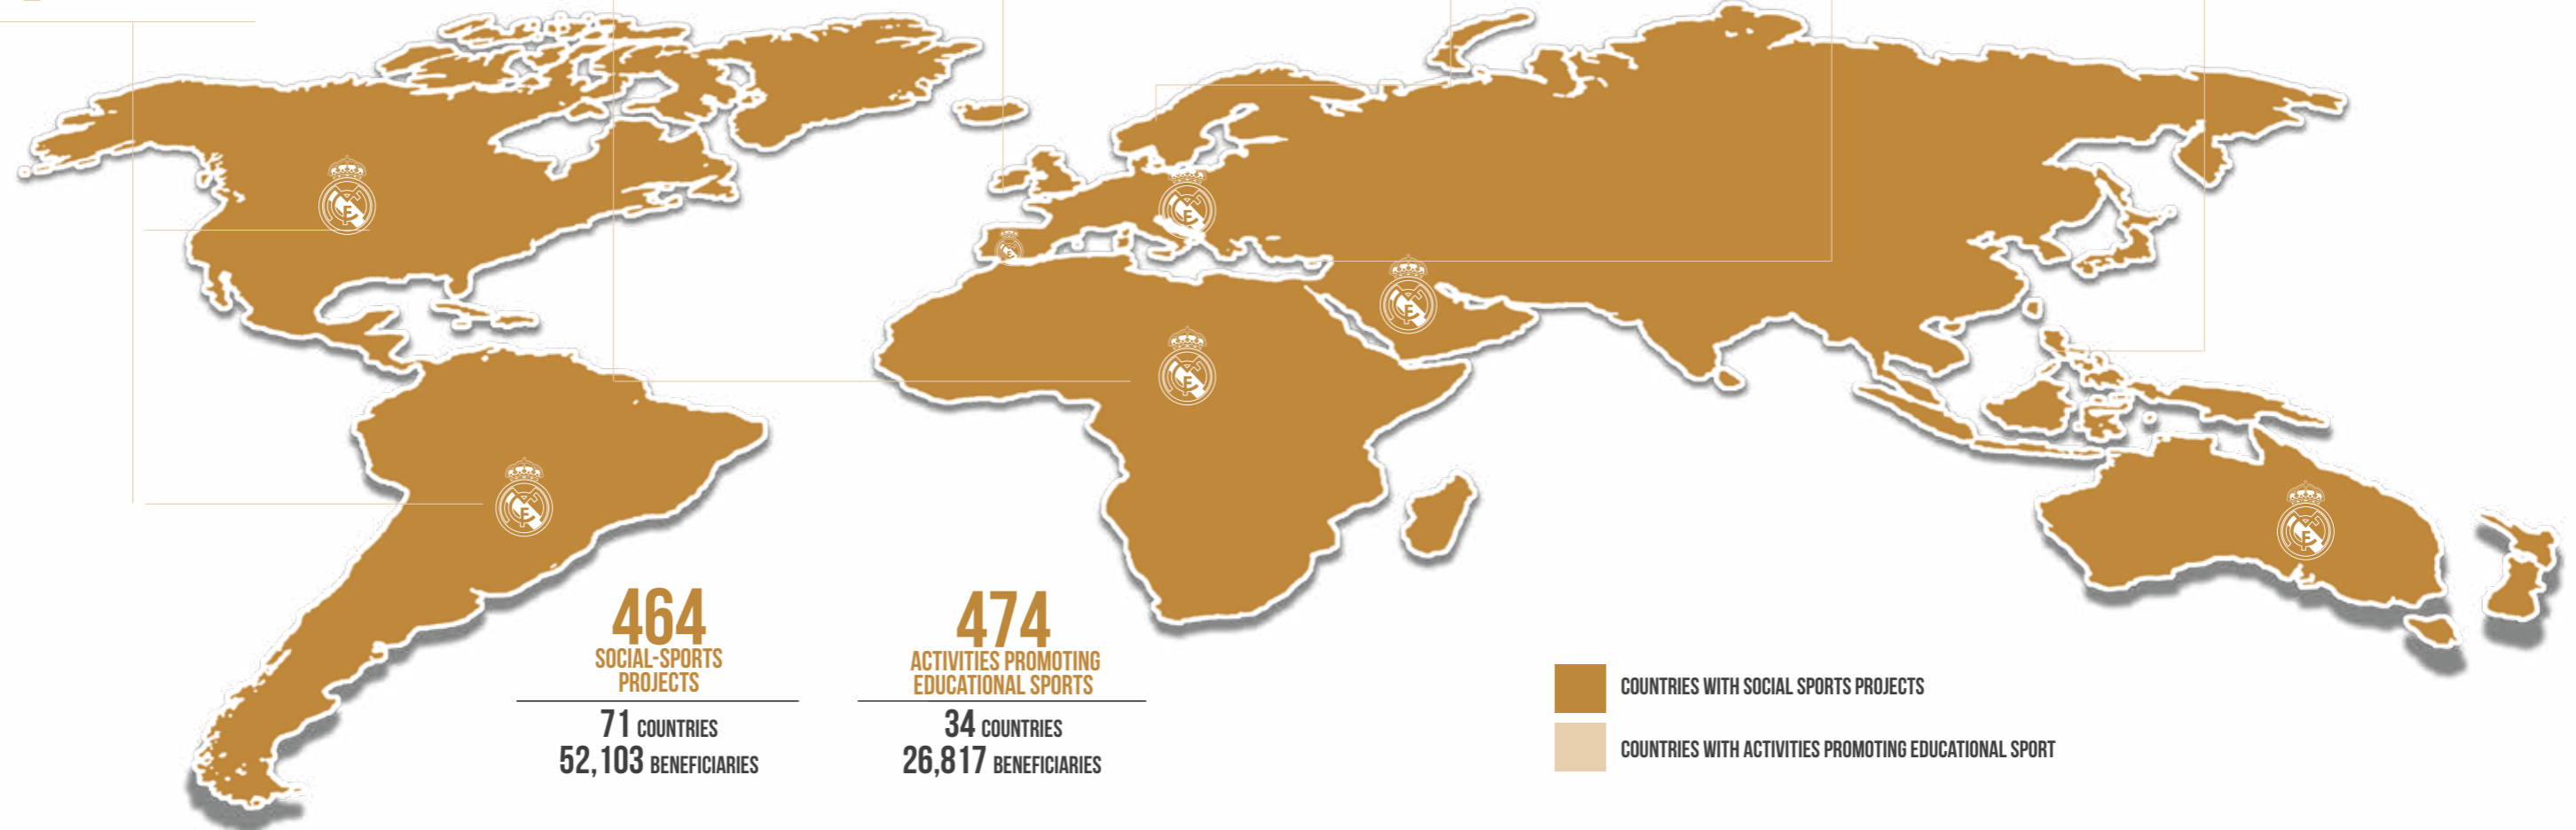 464
SOCIAL-SPORTS
PROJECTS
71 COUNTRIES
52,103 BENEFICIARIES
474
ACTIVITIES PROMOTING
EDUCATIONAL SPORTS
34 COUNTRIES
26,817 BENEFICIARIES
COUNTRIES WITH SOCIAL SPORTS PROJECTS
COUNTRIES WITH ACTIVITIES PROMOTING EDUCATIONAL SPORT